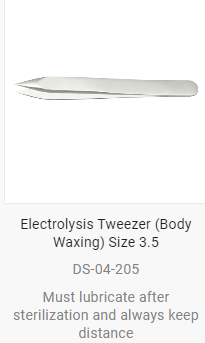 Electrolysis Tweezer (Body
Waxing) Size 3.5
DS-04-205
Must lubricate after
sterilization and always keep
distance